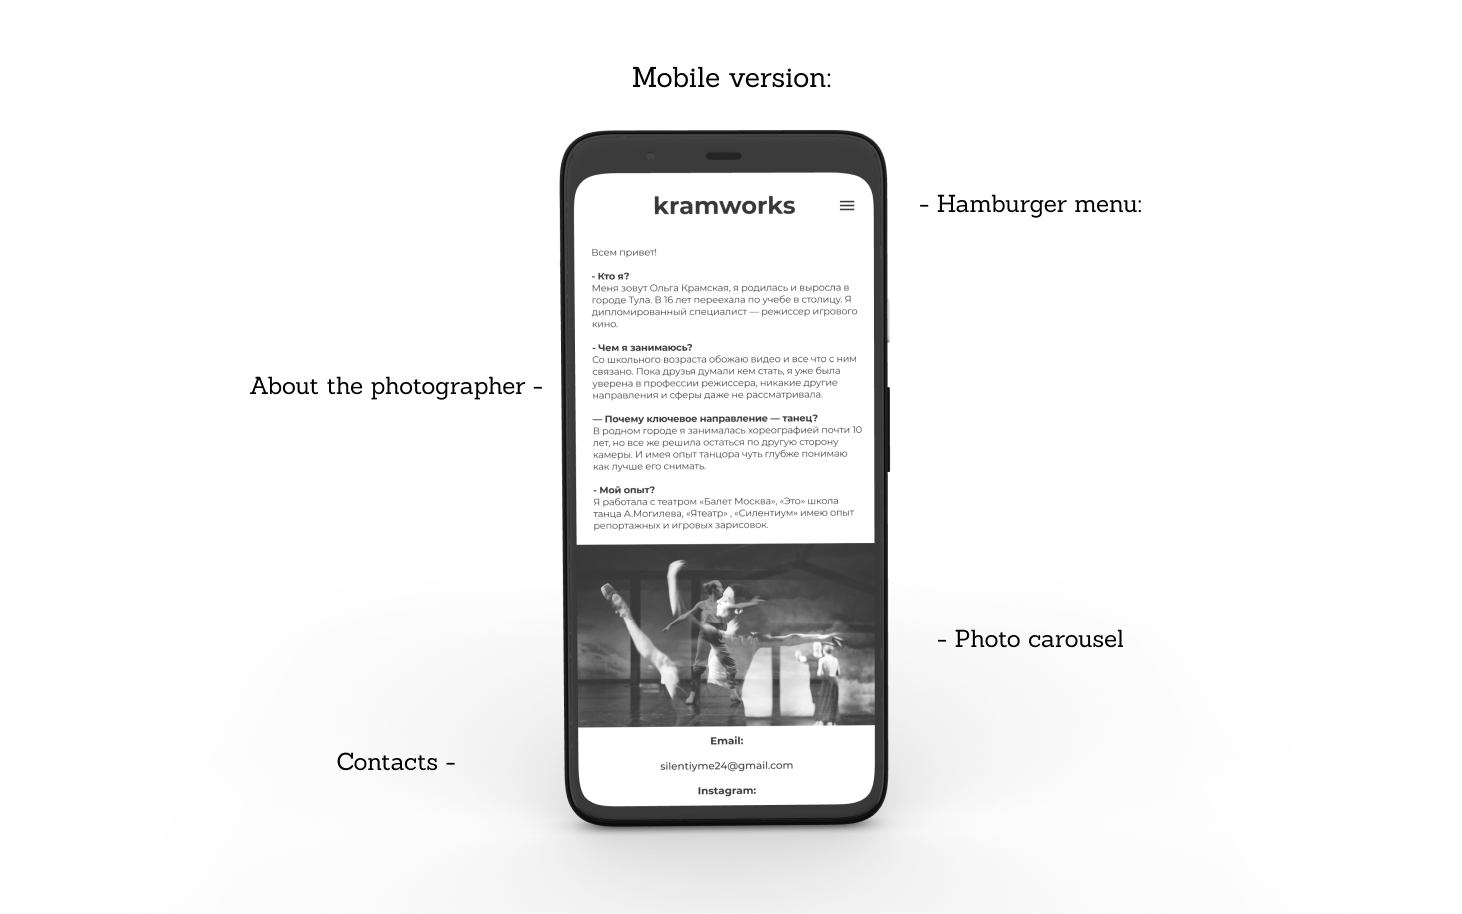 Mobile version:
kramworks
- Hamburger menu:
Всем привет!
- Кто я?
Меня зовут Ольга Крамская, я родилась и выросла в
городе Тула. В 16 лет переехала по учебе в столицу. Я
дипломированный специалист — режиссер игрового
кино.
- Чем я занимаюсь?
Со школьного возраста обожаю видео и все что с ним
связано. Пока друзья думали кем стать, я уже была
уверена в профессии режиссера, никакие другие
направления и сферы даже не рассматривала.
About the photographer -
— Почему ключевое направление — танец?
В родном городе я занималась хореографией почти 10
лет, но все же решила остаться по другую сторону
камеры. И имея опыт танцора чуть глубже понимаю
как лучше его снимать.
- Мой опыт?
Я работала с театром «Балет Москва», «Это» школа
танца А.Могилева, «Ятеатр» , «Силентиум» имею опыт
репортажных и игровых зарисовок.
- Photo carousel
Email:
Contacts -
silentiyme24@gmail.com
Instagram: